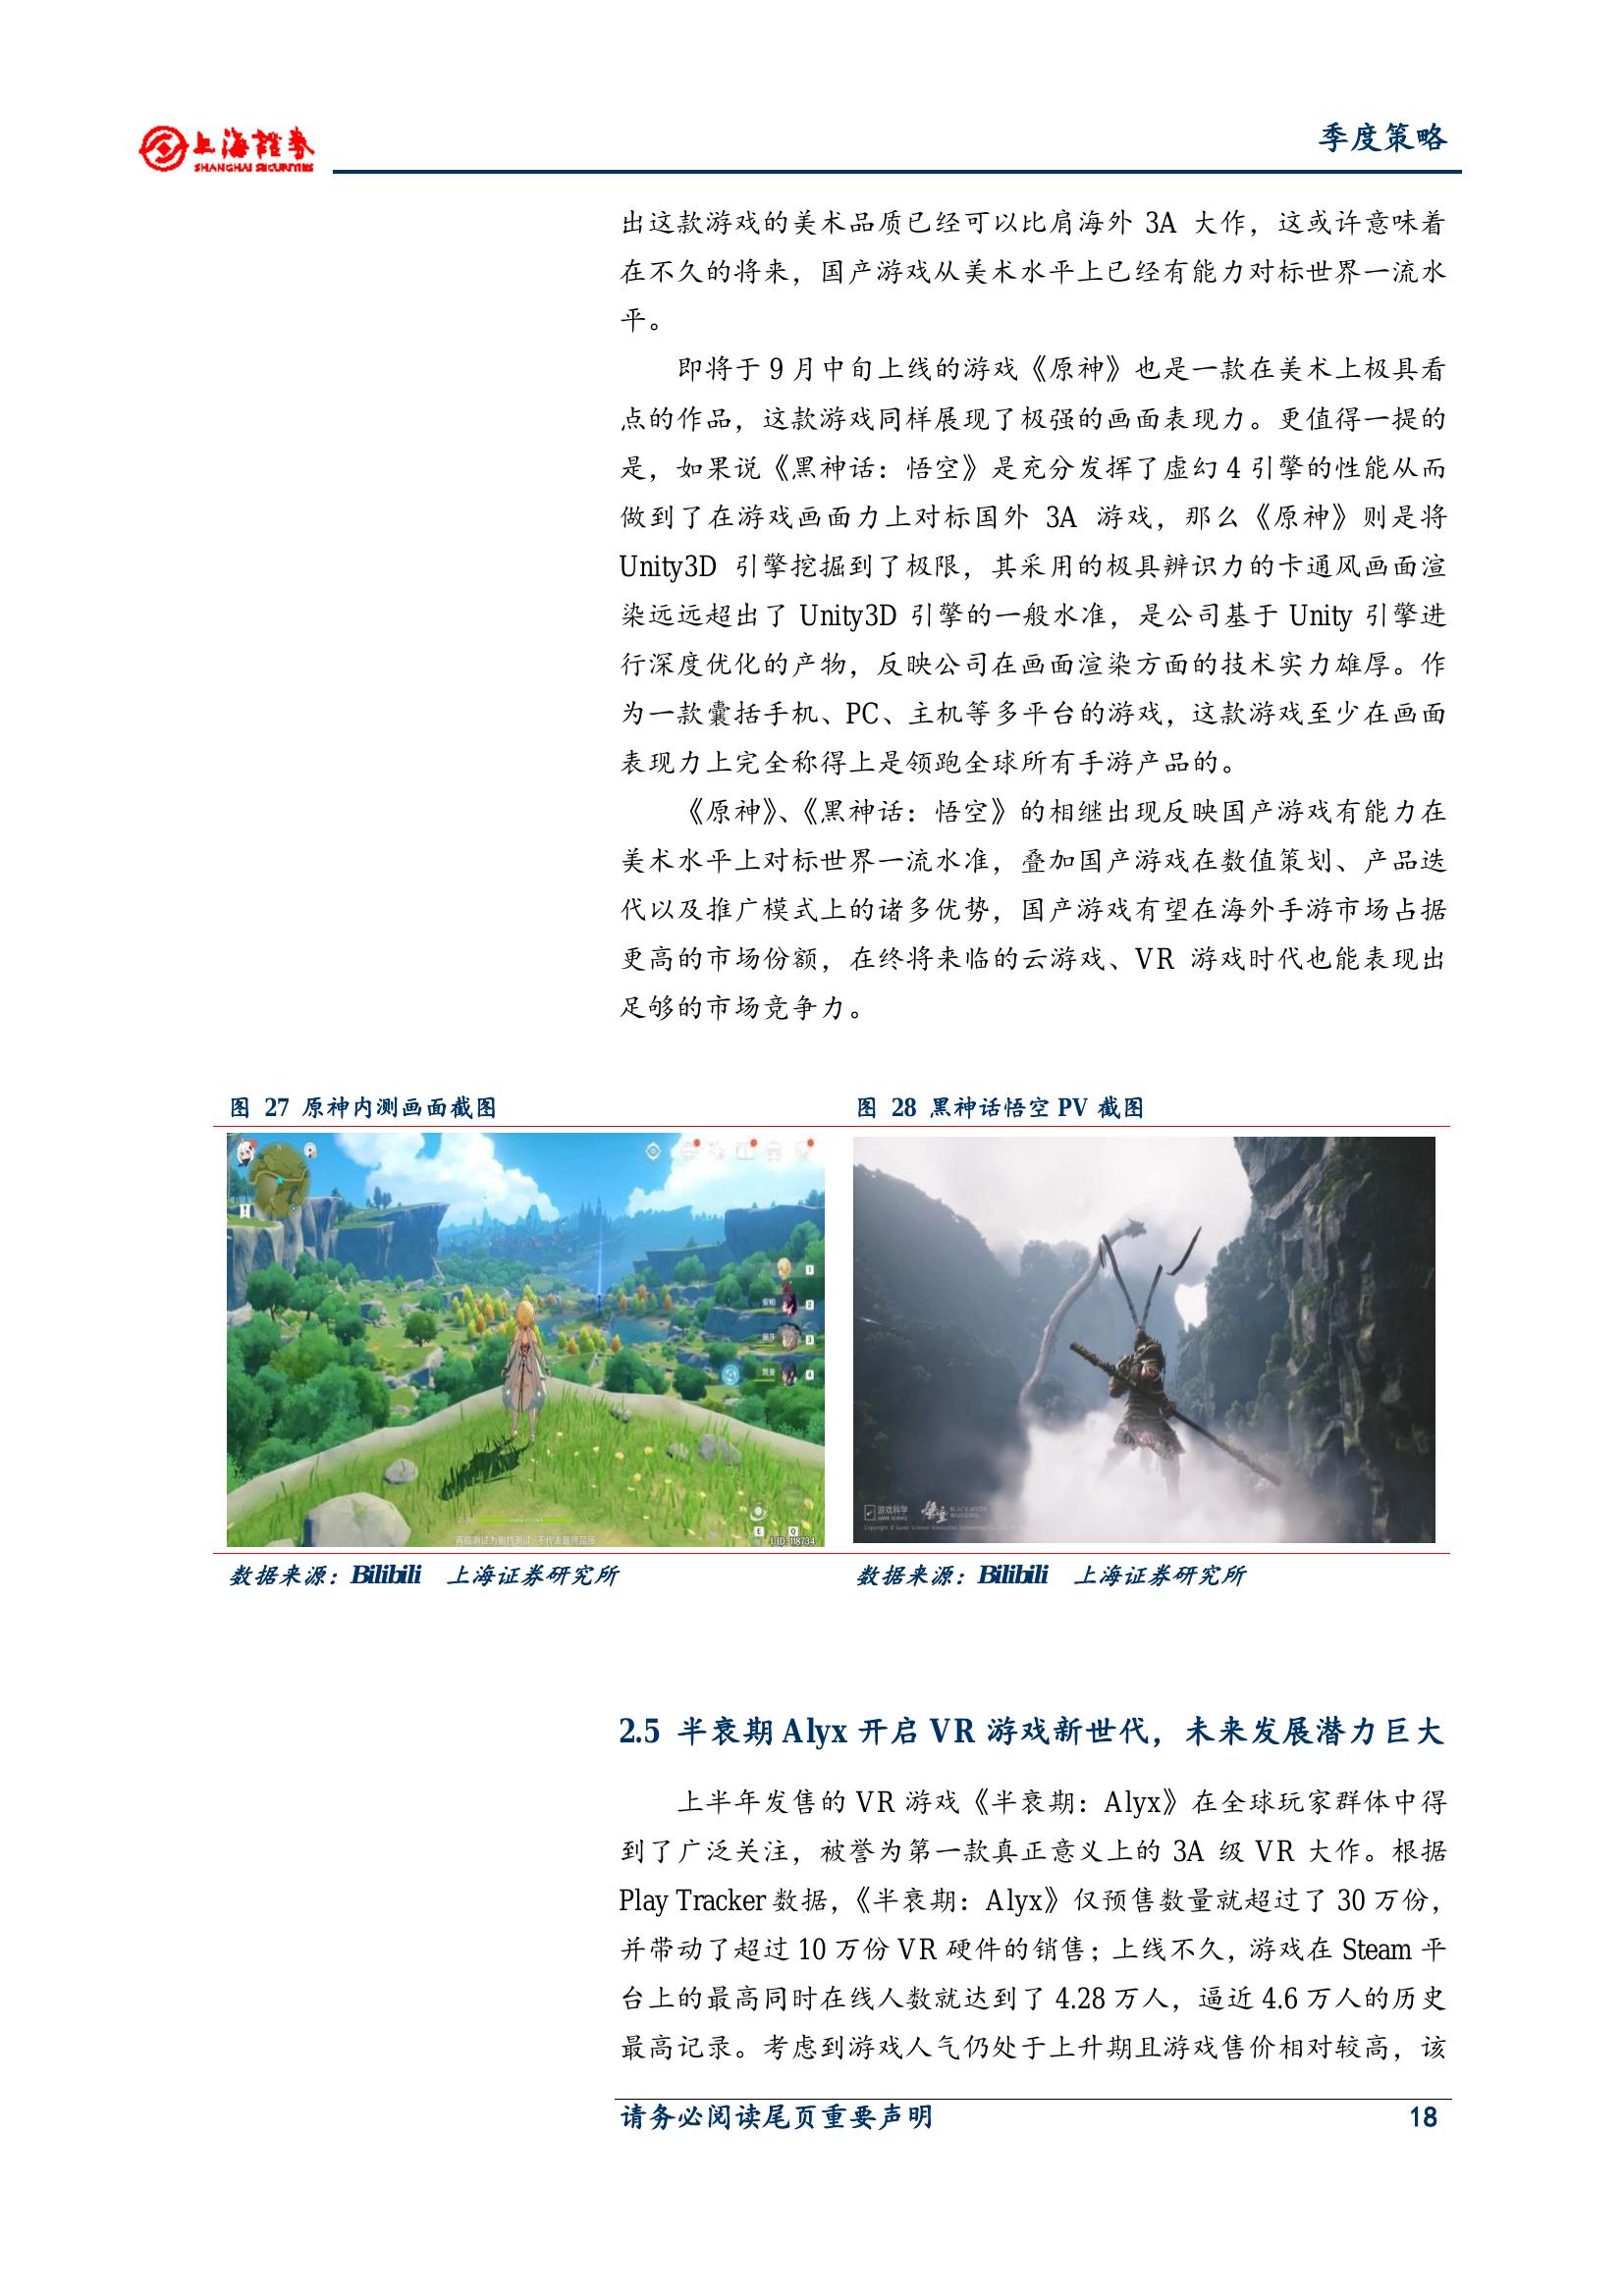 上海證券
SHANGHAI SECURITIES
季度策略
出这款游戏的美术品质已经可以比肩海外 3A 大作，这或许意味着
在不久的将来，国产游戏从美术水平上已经有能力对标世界一流水
平。
即将于 9 月中旬上线的游戏《原神》也是一款在美术上极具看
点的作品，这款游戏同样展现了极强的画面表现力。更值得一提的
是，如果说《黑神话：悟空》是充分发挥了虚幻 4 引擎的性能从而
做到了在游戏画面力上对标国外 3A 游戏，那么《原神》则是将
Unity3D 引擎挖掘到了极限，其采用的极具辨识力的卡通风画面渲
染远远超出了 Unity3D 引擎的一般水准，是公司基于 Unity 引擎进
行深度优化的产物，反映公司在画面渲染方面的技术实力雄厚。作
为一款囊括手机、PC、主机等多平台的游戏，这款游戏至少在画面
表现力上完全称得上是领跑全球所有手游产品的。
《原神》、《黑神话：悟空》的相继出现反映国产游戏有能力在
美术水平上对标世界一流水准，叠加国产游戏在数值策划、产品迭
代以及推广模式上的诸多优势，国产游戏有望在海外手游市场占据
更高的市场份额，在终将来临的云游戏、VR 游戏时代也能表现出
足够的市场竞争力。
图 27 原神内测画面截图
图 28 黑神话悟空 PV 截图
1
安柏 2
丽莎 3
凯亚 4
E Q
UID: 118734
游戏科学
GAME SCIENCE
悟空
BLACK MYTH
WUKONG
数据来源：Bilibili 上海证券研究所
数据来源：Bilibili 上海证券研究所
2.5 半衰期 Alyx 开启 VR 游戏新世代，未来发展潜力巨大
上半年发售的 VR 游戏《半衰期：Alyx》在全球玩家群体中得
到了广泛关注，被誉为第一款真正意义上的 3A 级 VR 大作。根据
Play Tracker 数据，《半衰期：Alyx》仅预售数量就超过了 30 万份，
并带动了超过 10 万份 VR 硬件的销售；上线不久，游戏在 Steam 平
台上的最高同时在线人数就达到了 4.28 万人，逼近 4.6 万人的历史
最高记录。考虑到游戏人气仍处于上升期且游戏售价相对较高，该
请务必阅读尾页重要声明
18